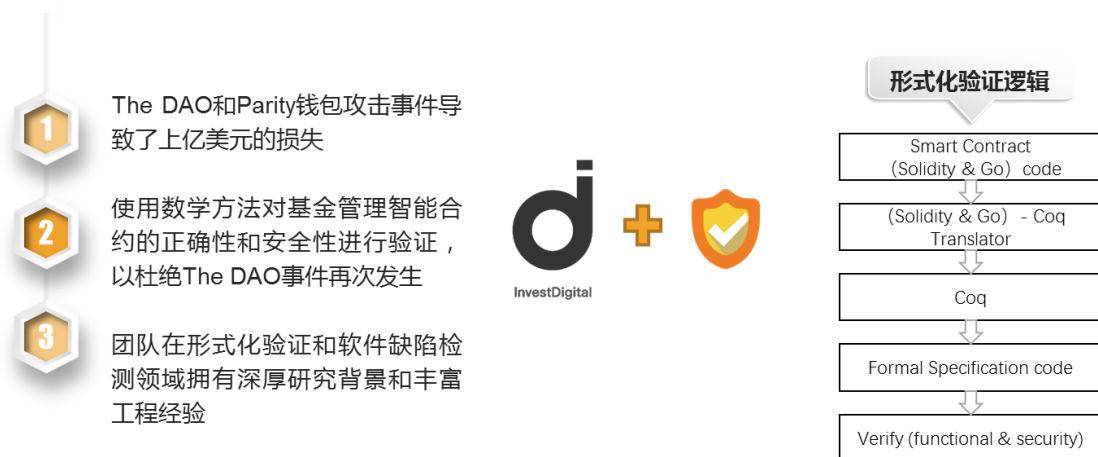 1
The DAO和Parity钱包攻击事件导
致了上亿美元的损失
2
使用数学方法对基金管理智能合
约的正确性和安全性进行验证，
以杜绝The DAO事件再次发生
3
团队在形式化验证和软件缺陷检
测领域拥有深厚研究背景和丰富
工程经验
InvestDigital
形式化验证逻辑
Smart Contract
（Solidity & Go）code
（Solidity & Go）- Coq
Translator
Coq
Formal Specification code
Verify (functional & security)